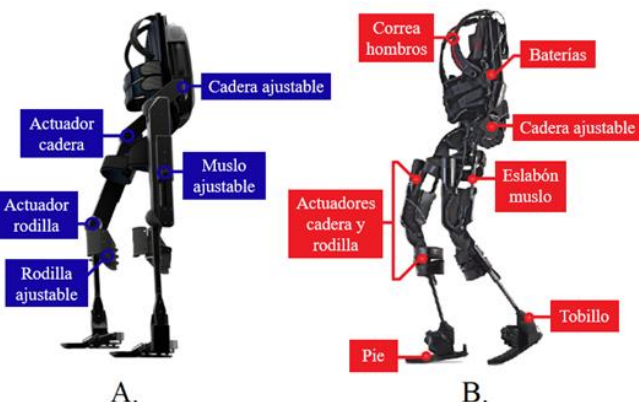 Cadera ajustable
Actuador
cadera
Muslo
ajustable
Actuador
rodilla
Rodilla
ajustable
A.
Correa
hombros
Baterías
Cadera ajustable
Eslabón
muslo
Actuadores
cadera y
rodilla
Tobillo
Pie
B.